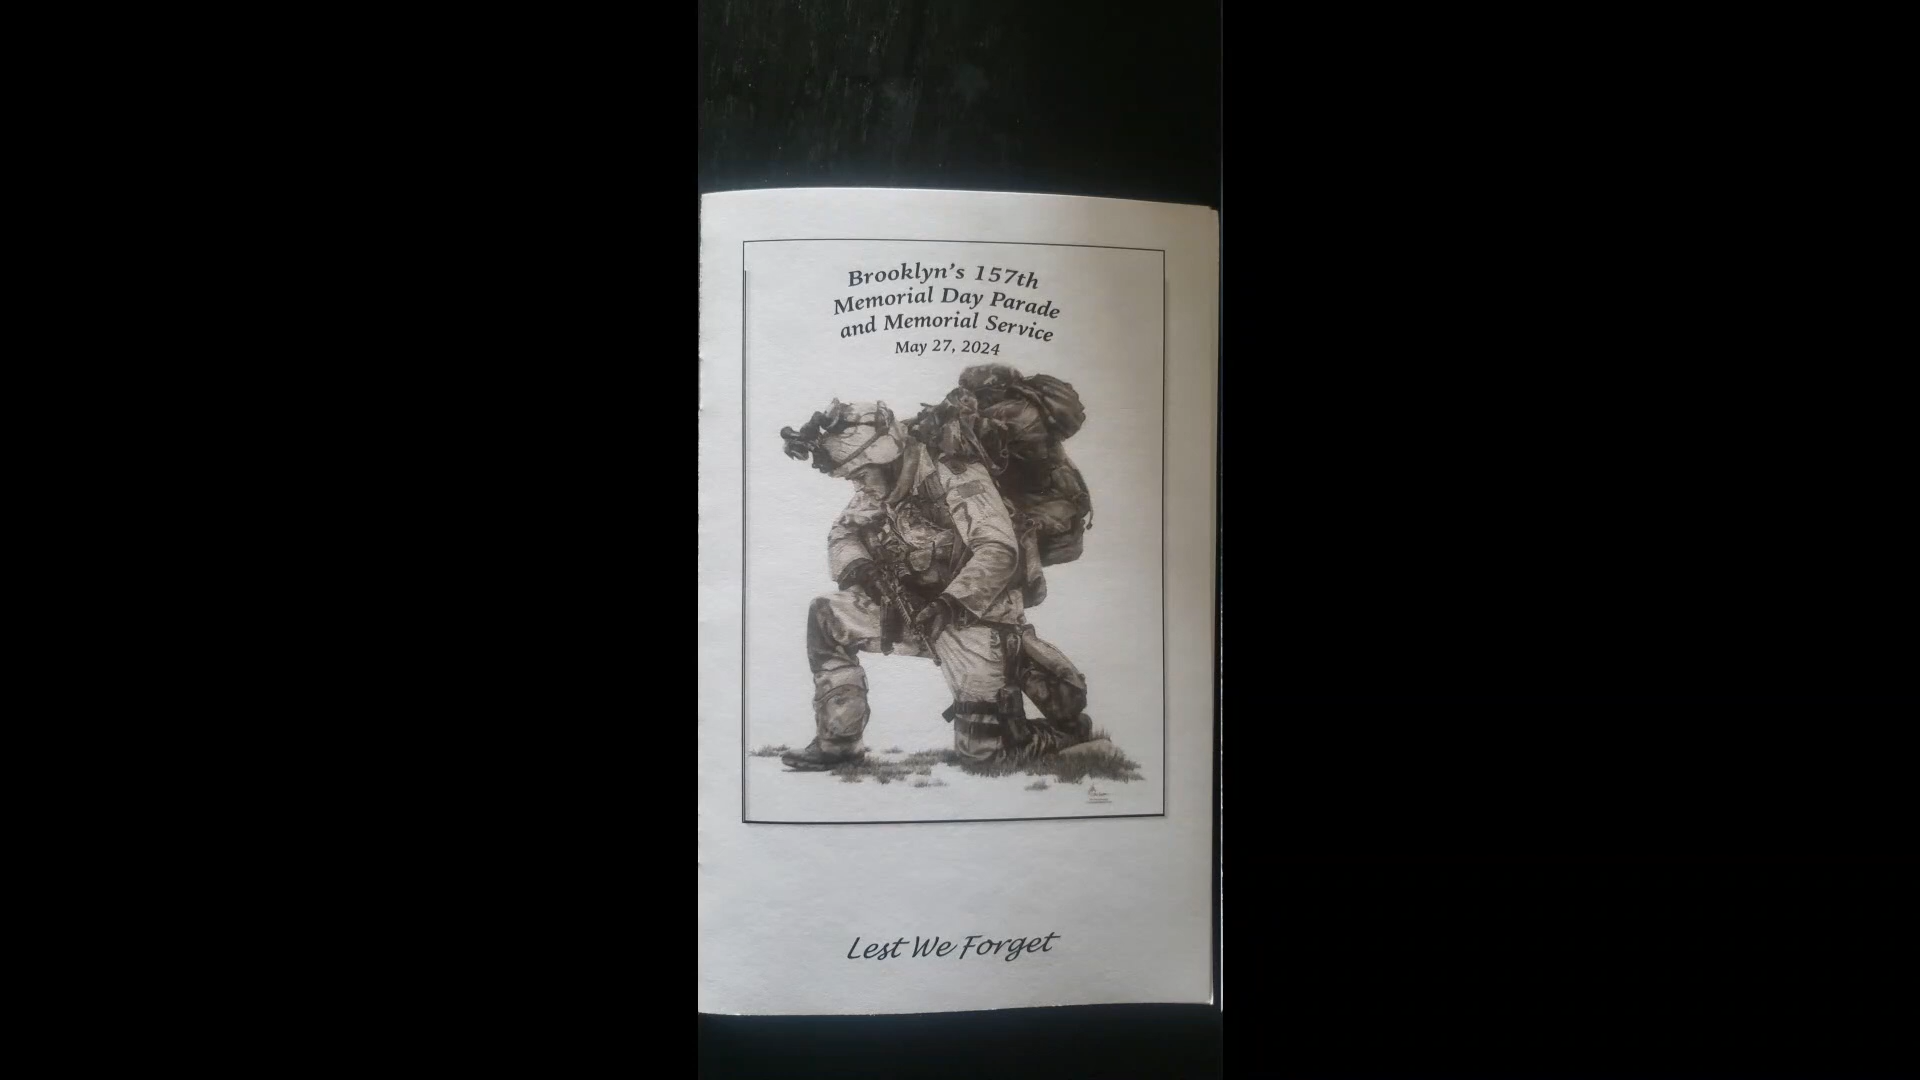 Brooklyn's 157th
Memorial Day Parade
and Memorial Service
May 27, 2024
Lest We Forget